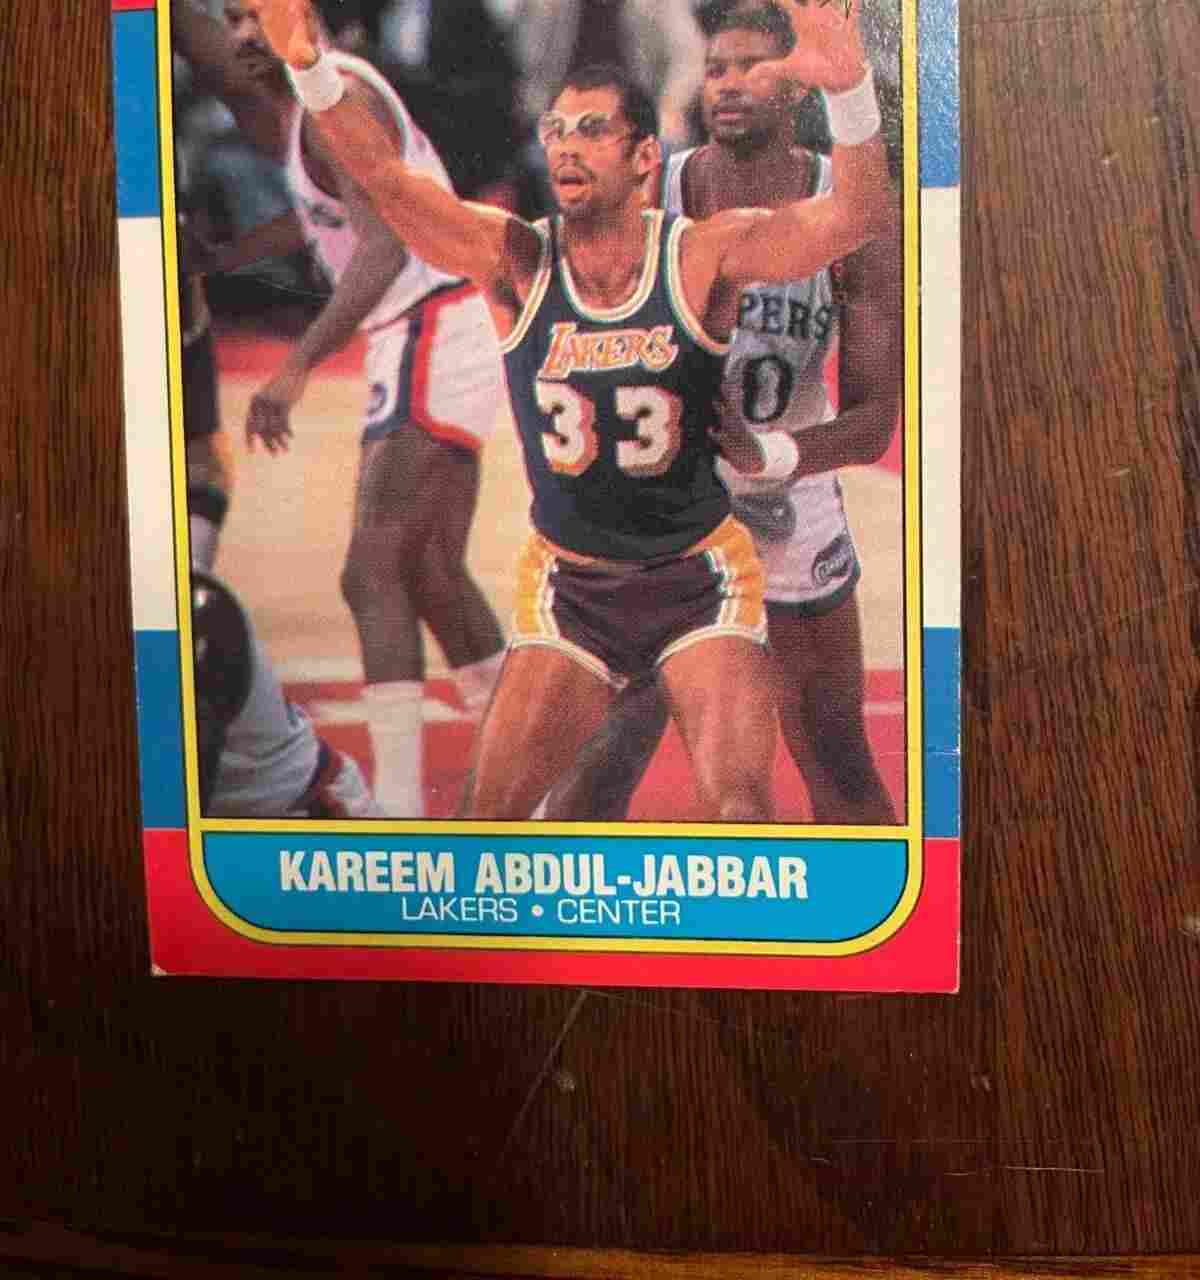 LAKERS
33
PERS
0
KAREEM ABDUL-JABBAR
LAKERS • CENTER